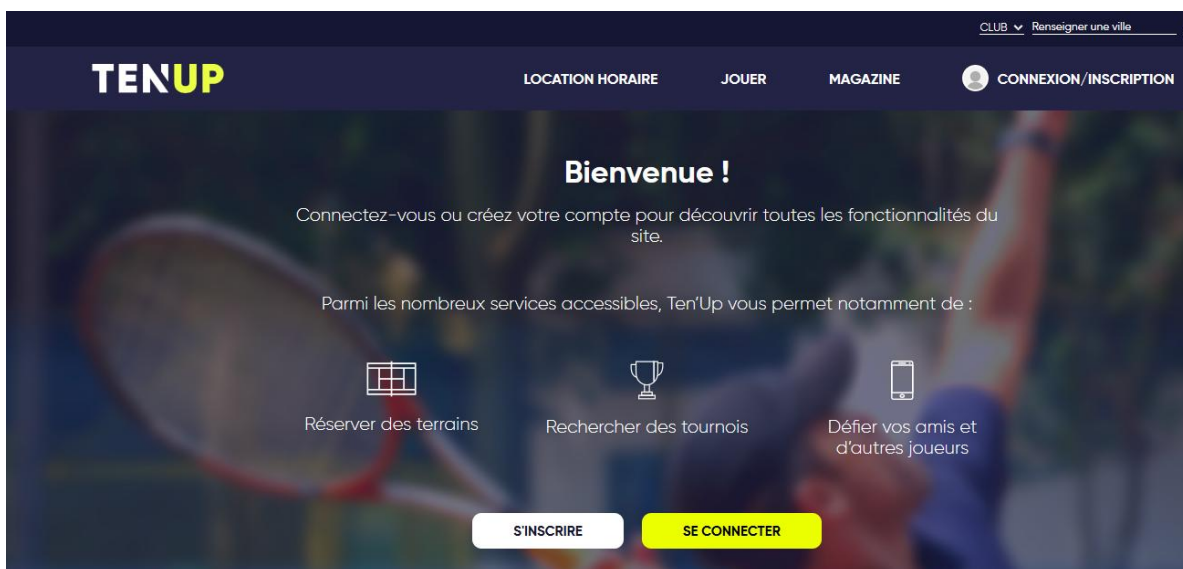 CLUB Renseigner une ville
TENUP LOCATION HORAIRE JOUER MAGAZINE CONNEXION/INSCRIPTION
Bienvenue !
Connectez-vous ou créez votre compte pour découvrir toutes les fonctionnalités du
site.
Parmi les nombreux services accessibles, Ten'Up vous permet notamment de :
Réserver des terrains
Rechercher des tournois
Défier vos amis et
d'autres joueurs
S'INSCRIRE SE CONNECTER